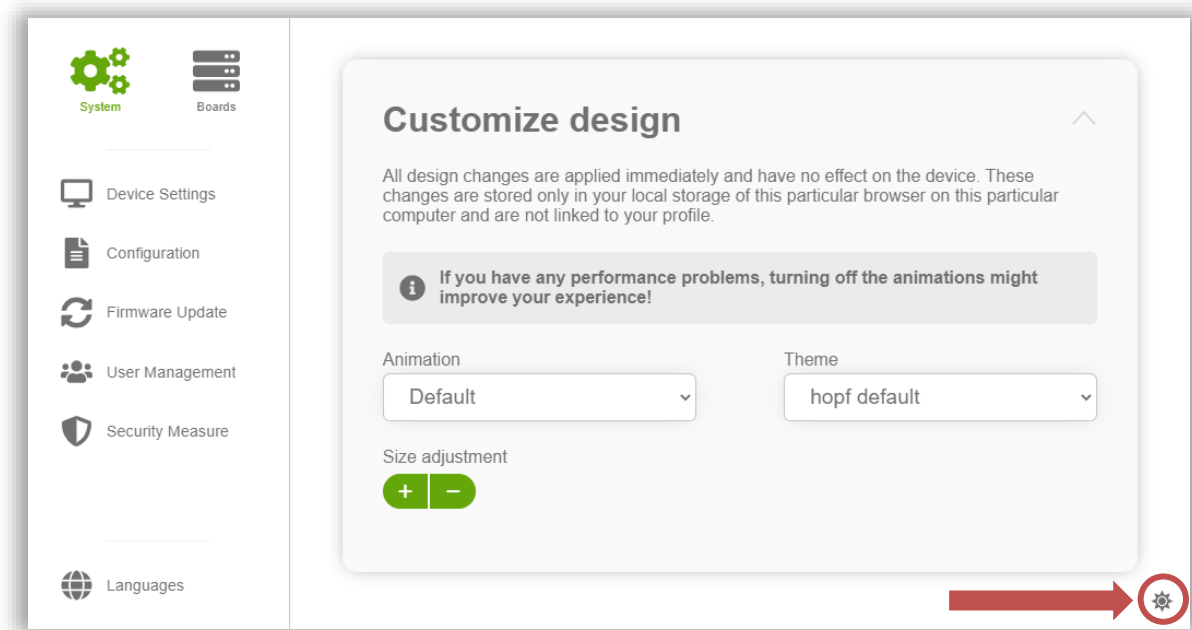 System
Boards
Device Settings
Configuration
Firmware Update
User Management
Security Measure
Languages
Customize design
All design changes are applied immediately and have no effect on the device. These
changes are stored only in your local storage of this particular browser on this particular
computer and are not linked to your profile.
If you have any performance problems, turning off the animations might
improve your experience!
Animation
Default
Theme
hopf default
Size adjustment
+ −